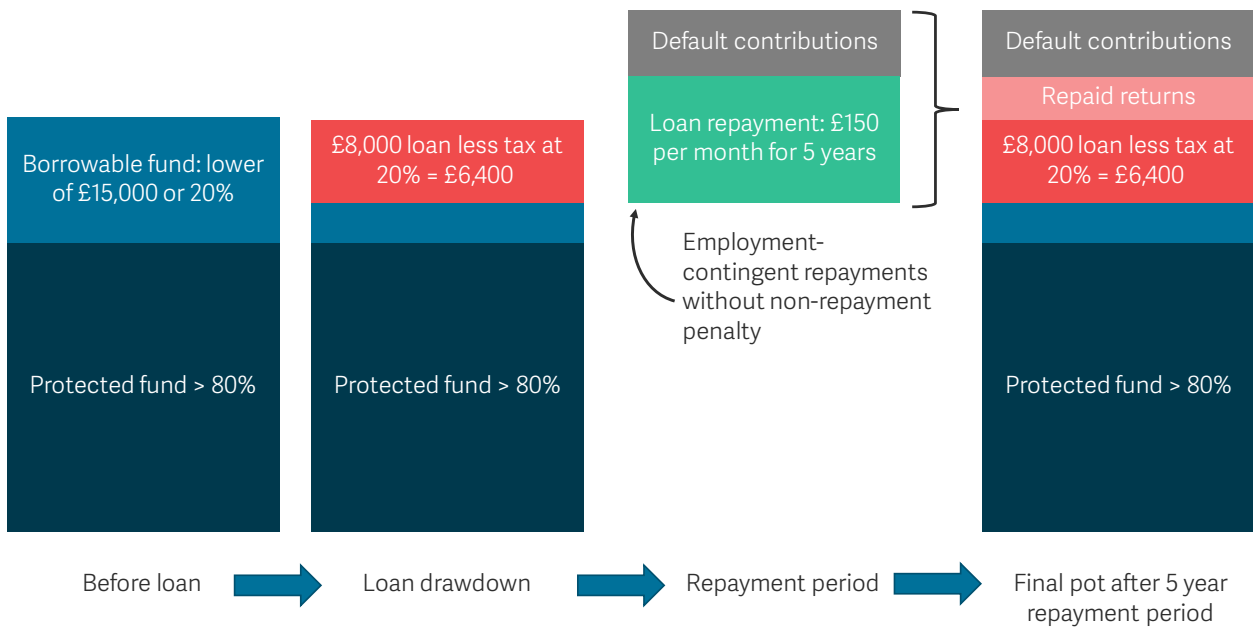 Borrowable fund: lower
of £15,000 or 20%
Protected fund > 80%
£8,000 loan less tax at
20% = £6,400
Protected fund > 80%
Default contributions
Loan repayment: £150
per month for 5 years
Employment-
contingent repayments
without non-repayment
penalty
Default contributions
Repaid returns
£8,000 loan less tax at
20% = £6,400
Protected fund > 80%
Before loan
Loan drawdown
Repayment period
Final pot after 5 year
repayment period